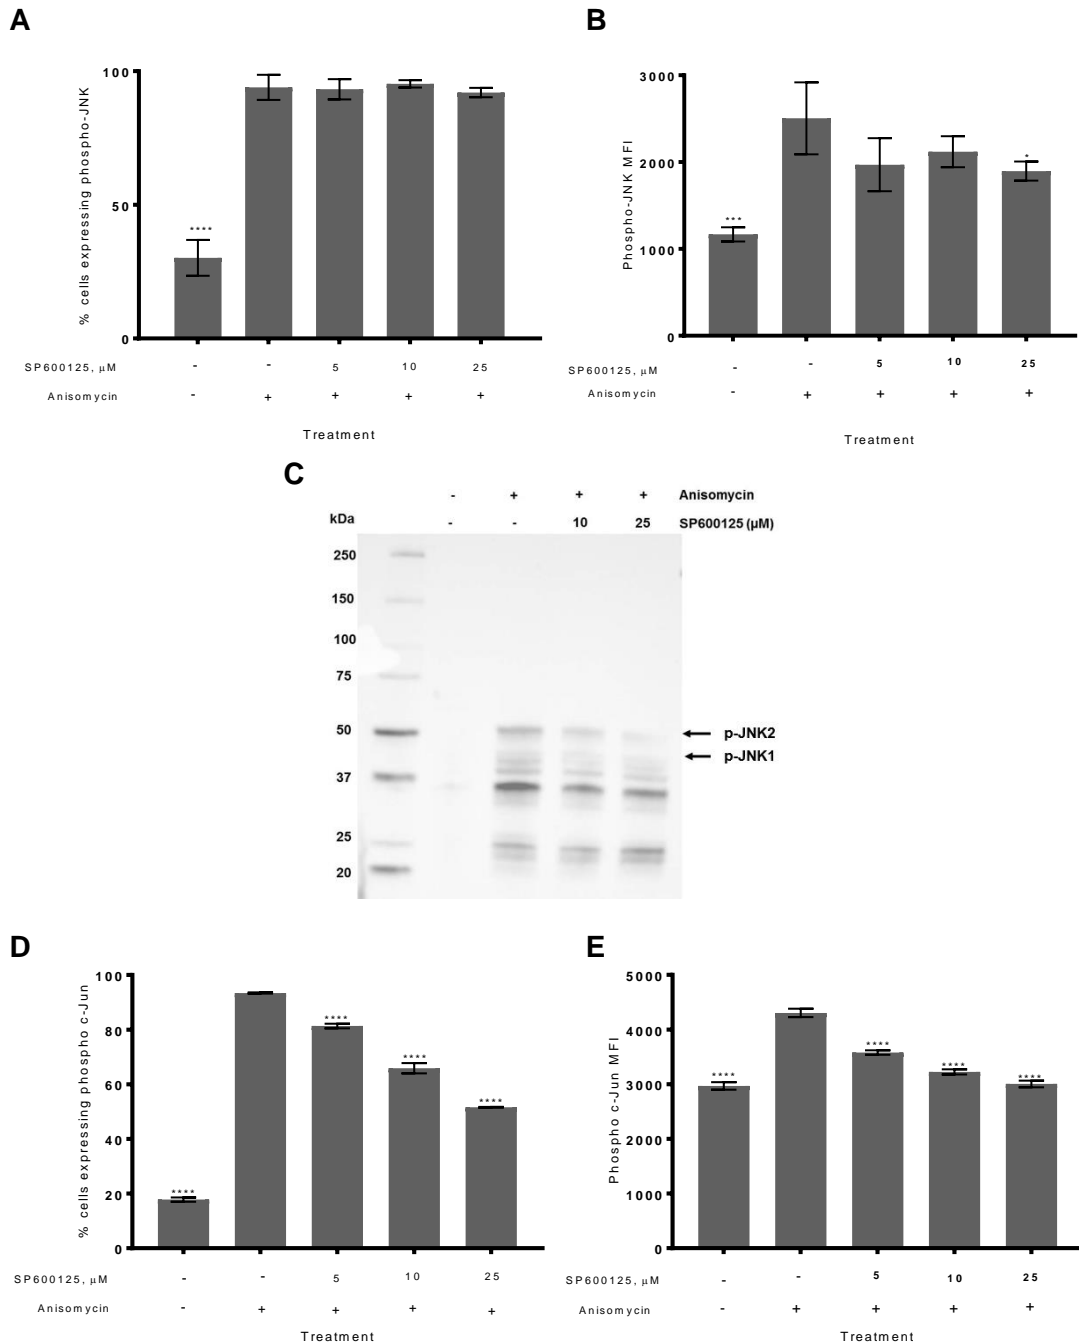 A
% cells expressing phospho-JNK
100
50
0
****
SP600125, µM - - 5 10 25
Anisomycin - + + + +
Treatment
B
Phospho-JNK MFI
3000
2000
1000
0
***
*
SP600125, µM - - 5 10 25
Anisomycin - + + + +
Treatment
C
- + + + Anisomycin
kDa - - 10 25 SP600125 (µM)
250
150
100
75
50
37
25
20
p-JNK2
p-JNK1
D
% cells expressing phospho c-Jun
100
80
60
40
20
0
**** **** **** ****
SP600125, µM - - 5 10 25
Anisomycin - + + + +
Treatment
E
Phospho c-Jun MFI
5000
4000
3000
2000
1000
0
**** **** **** ****
SP600125, µM - - 5 10 25
Anisomycin - + + + +
Treatment